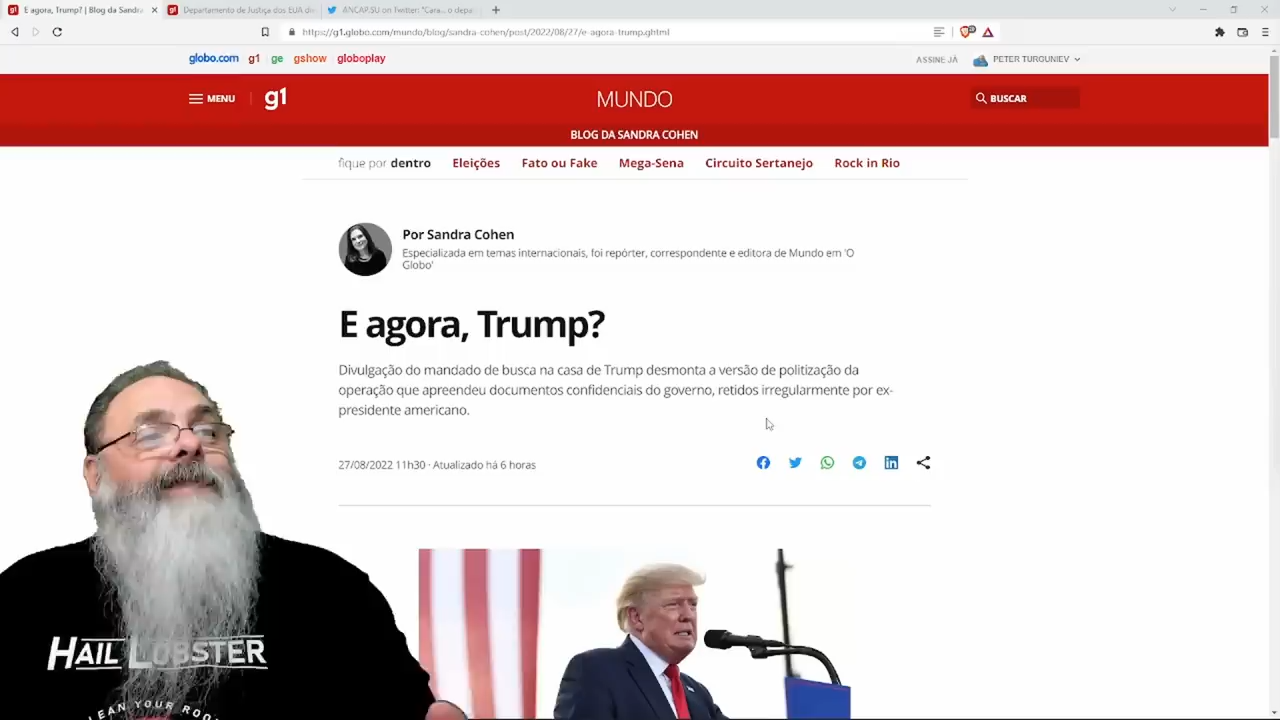 E agora, Trump? | Blog da Sandra
Departamento de Justiça dos EUA di
ANCAP.SU on Twitter: "Cara... o depa
https://g1.globo.com/mundo/blog/sandra-cohen/post/2022/08/27/e-agora-trump.ghtml
globo.com g1 ge gshow globoplay
ASSINE JÁ
PETER TURGUNIEV
MENU
g1
MUNDO
BUSCAR
BLOG DA SANDRA COHEN
fique por dentro Eleições Fato ou Fake Mega-Sena Circuito Sertanejo Rock in Rio
Por Sandra Cohen
Especializada em temas internacionais, foi repórter, correspondente e editora de Mundo em 'O
Globo'
E agora, Trump?
Divulgação do mandado de busca na casa de Trump desmonta a versão de politização da
operação que apreendeu documentos confidenciais do governo, retidos irregularmente por ex-
presidente americano.
27/08/2022 11h30 · Atualizado há 6 horas
HAIL LOBSTER
LEAN YOUR ROO